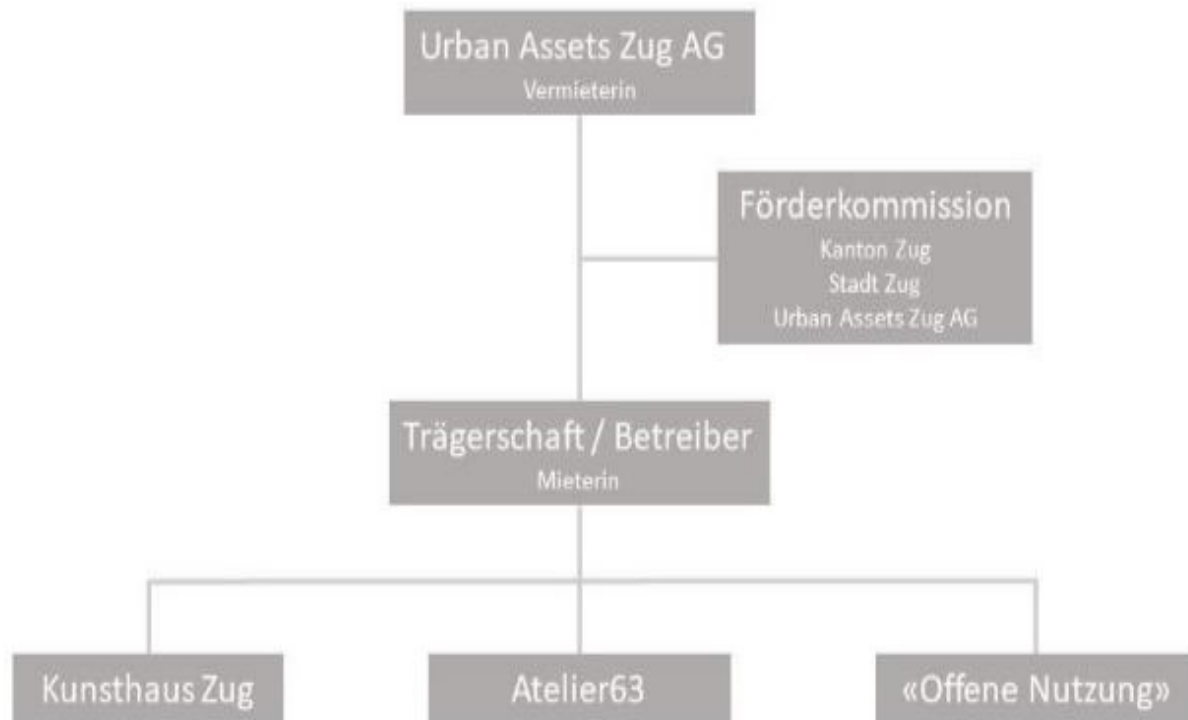 Urban Assets Zug AG
Vermieterin
Förderkommission
Kanton Zug
Stadt Zug
Urban Assets Zug AG
Trägerschaft / Betreiber
Mieterin
Kunsthaus Zug
Atelier63
«Offene Nutzung»